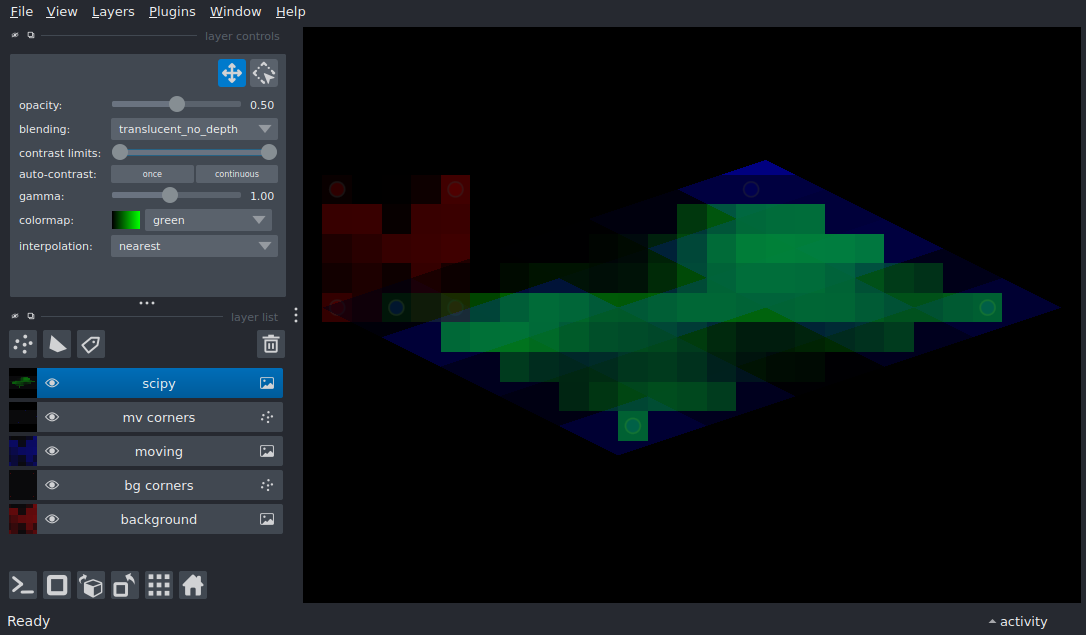 File View Layers Plugins Window Help
layer controls
opacity: 0.50
blending: translucent_no_depth
contrast limits:
auto-contrast: once continuous
gamma: 1.00
colormap: green
interpolation: nearest
layer list
scipy
mv corners
moving
bg corners
background
Ready activity